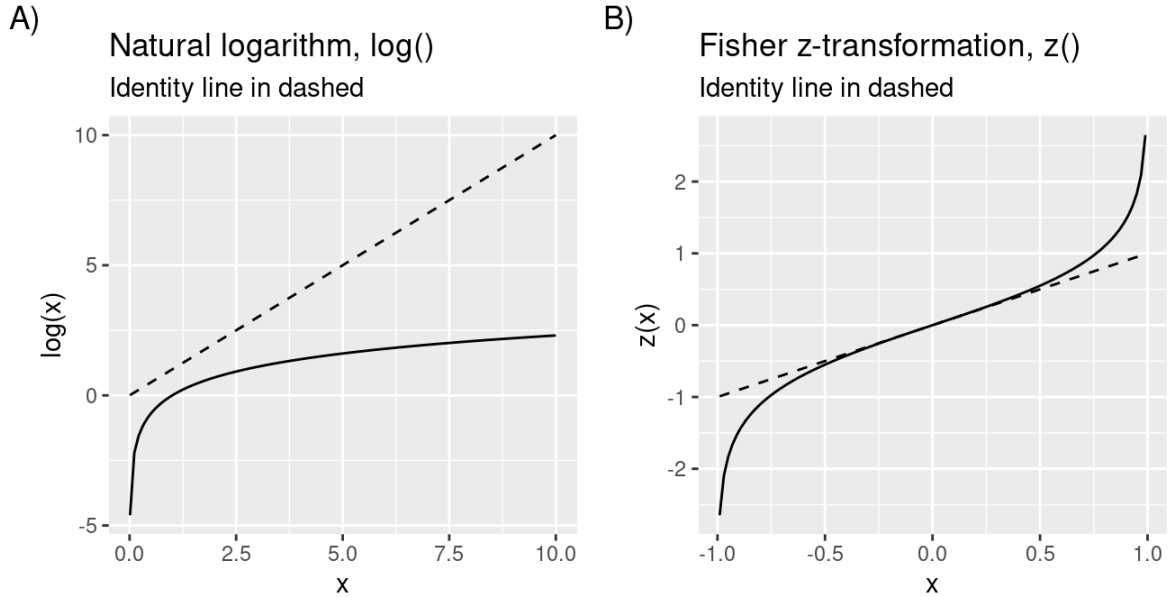 A)
Natural logarithm, log()
Identity line in dashed
10
5
0
-5
log(x)
0.0 2.5 5.0 7.5 10.0
x
B)
Fisher z-transformation, z()
Identity line in dashed
2
1
0
-1
-2
z(x)
-1.0 -0.5 0.0 0.5 1.0
x